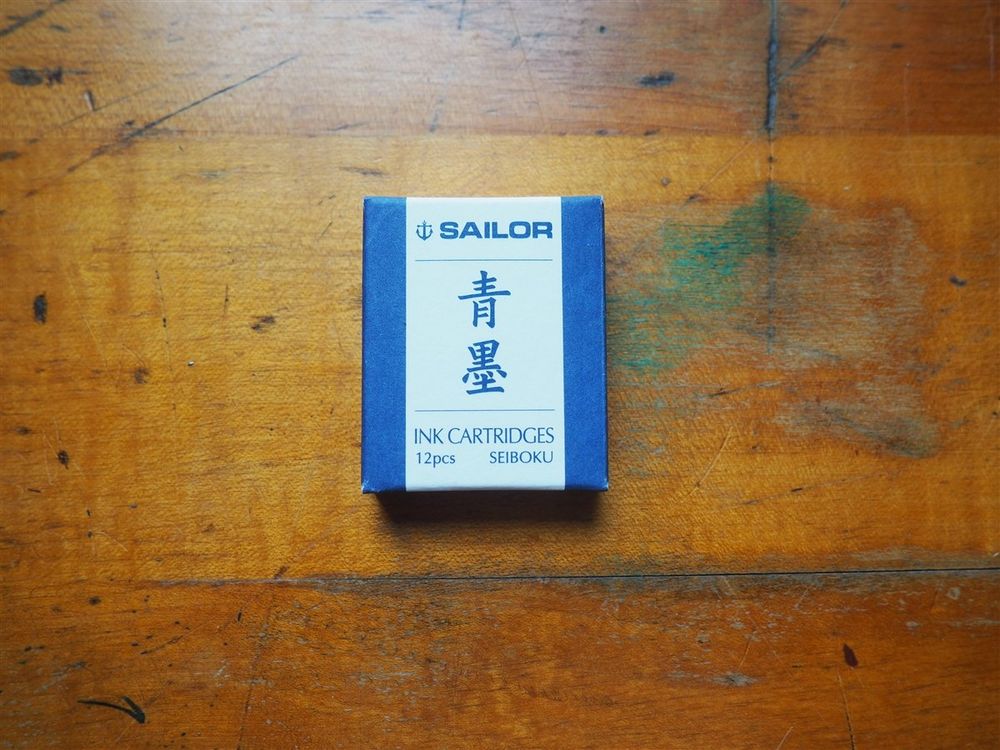 SAILOR
青
墨
INK CARTRIDGES
12pcs SEIBOKU